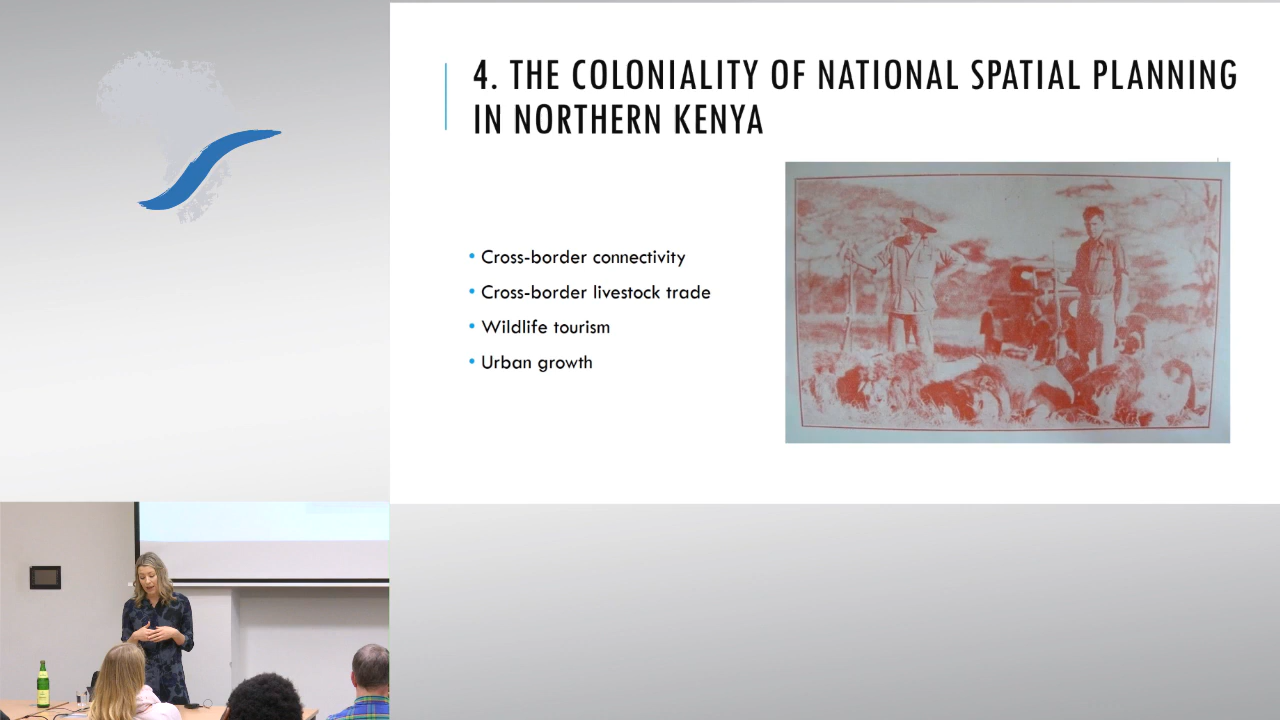 4. THE COLONIALITY OF NATIONAL SPATIAL PLANNING
IN NORTHERN KENYA
• Cross-border connectivity
• Cross-border livestock trade
• Wildlife tourism
• Urban growth